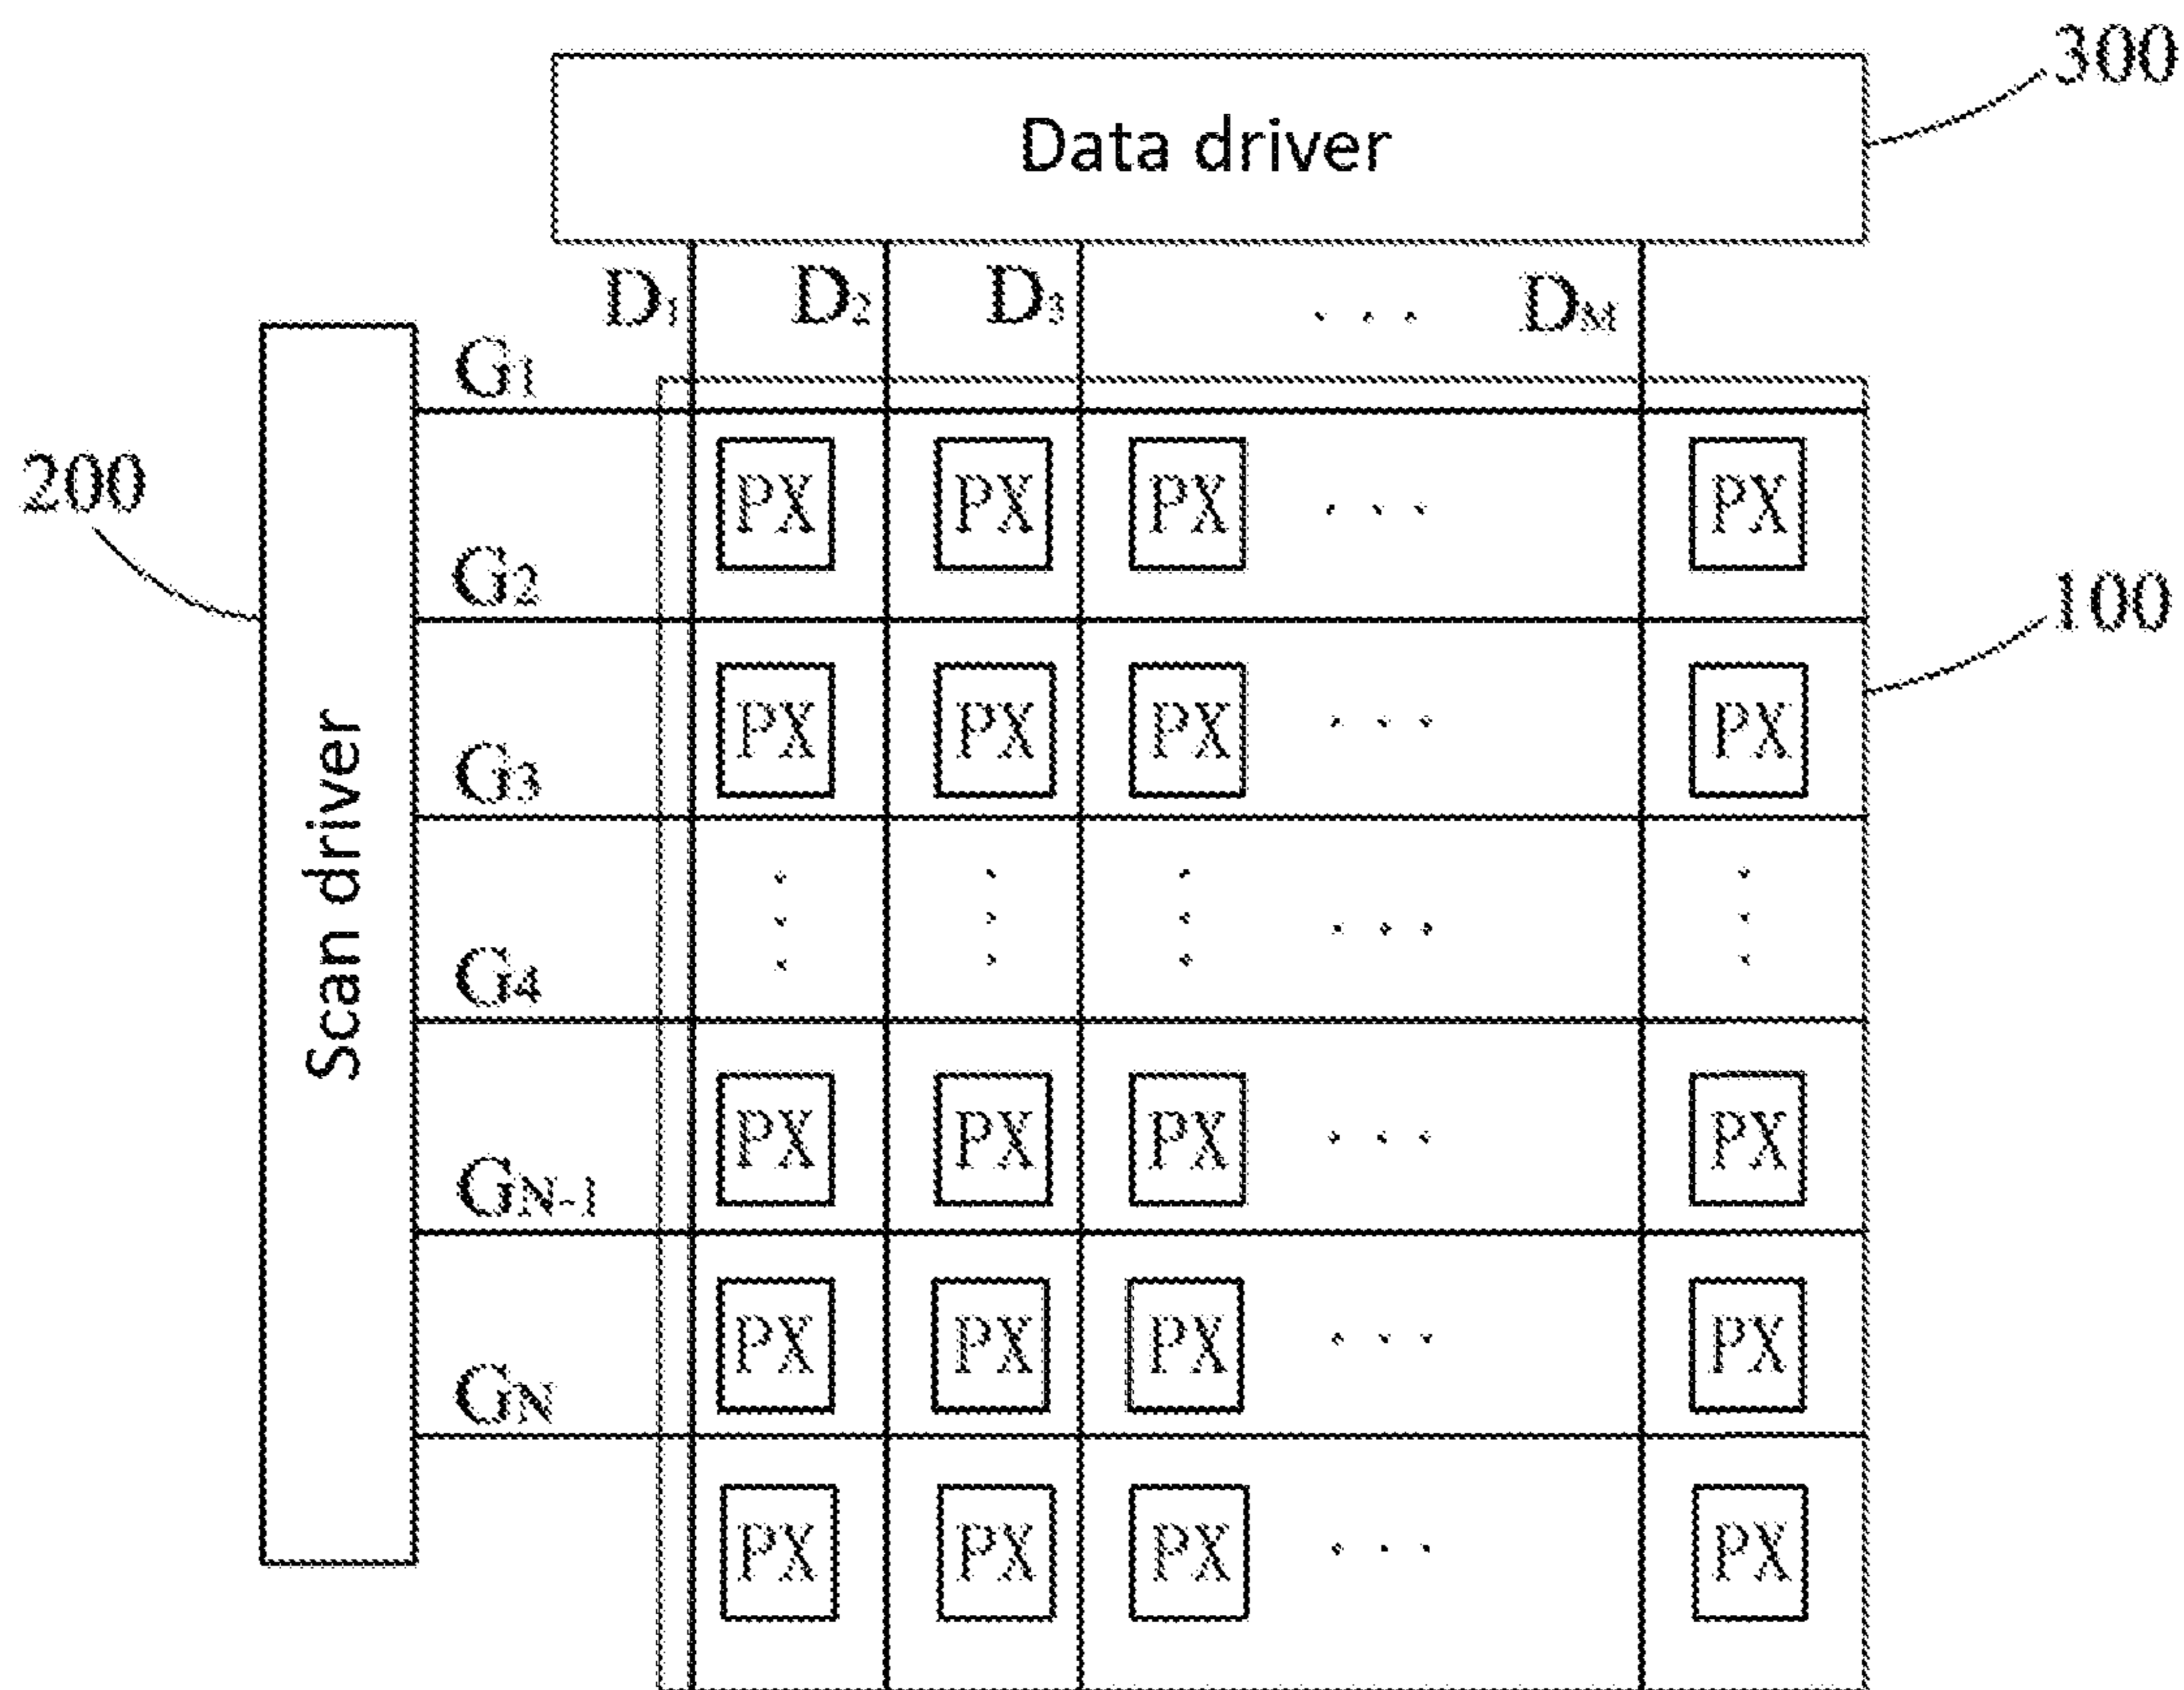 300
Data driver
D1 D2 D3 . . . DM
G1
200
PX PX PX . . . PX
G2
100
PX PX PX . . . PX
G3
Scan driver
. . .
G4
PX PX PX . . . PX
GN-1
PX PX PX . . . PX
GN
PX PX PX . . . PX